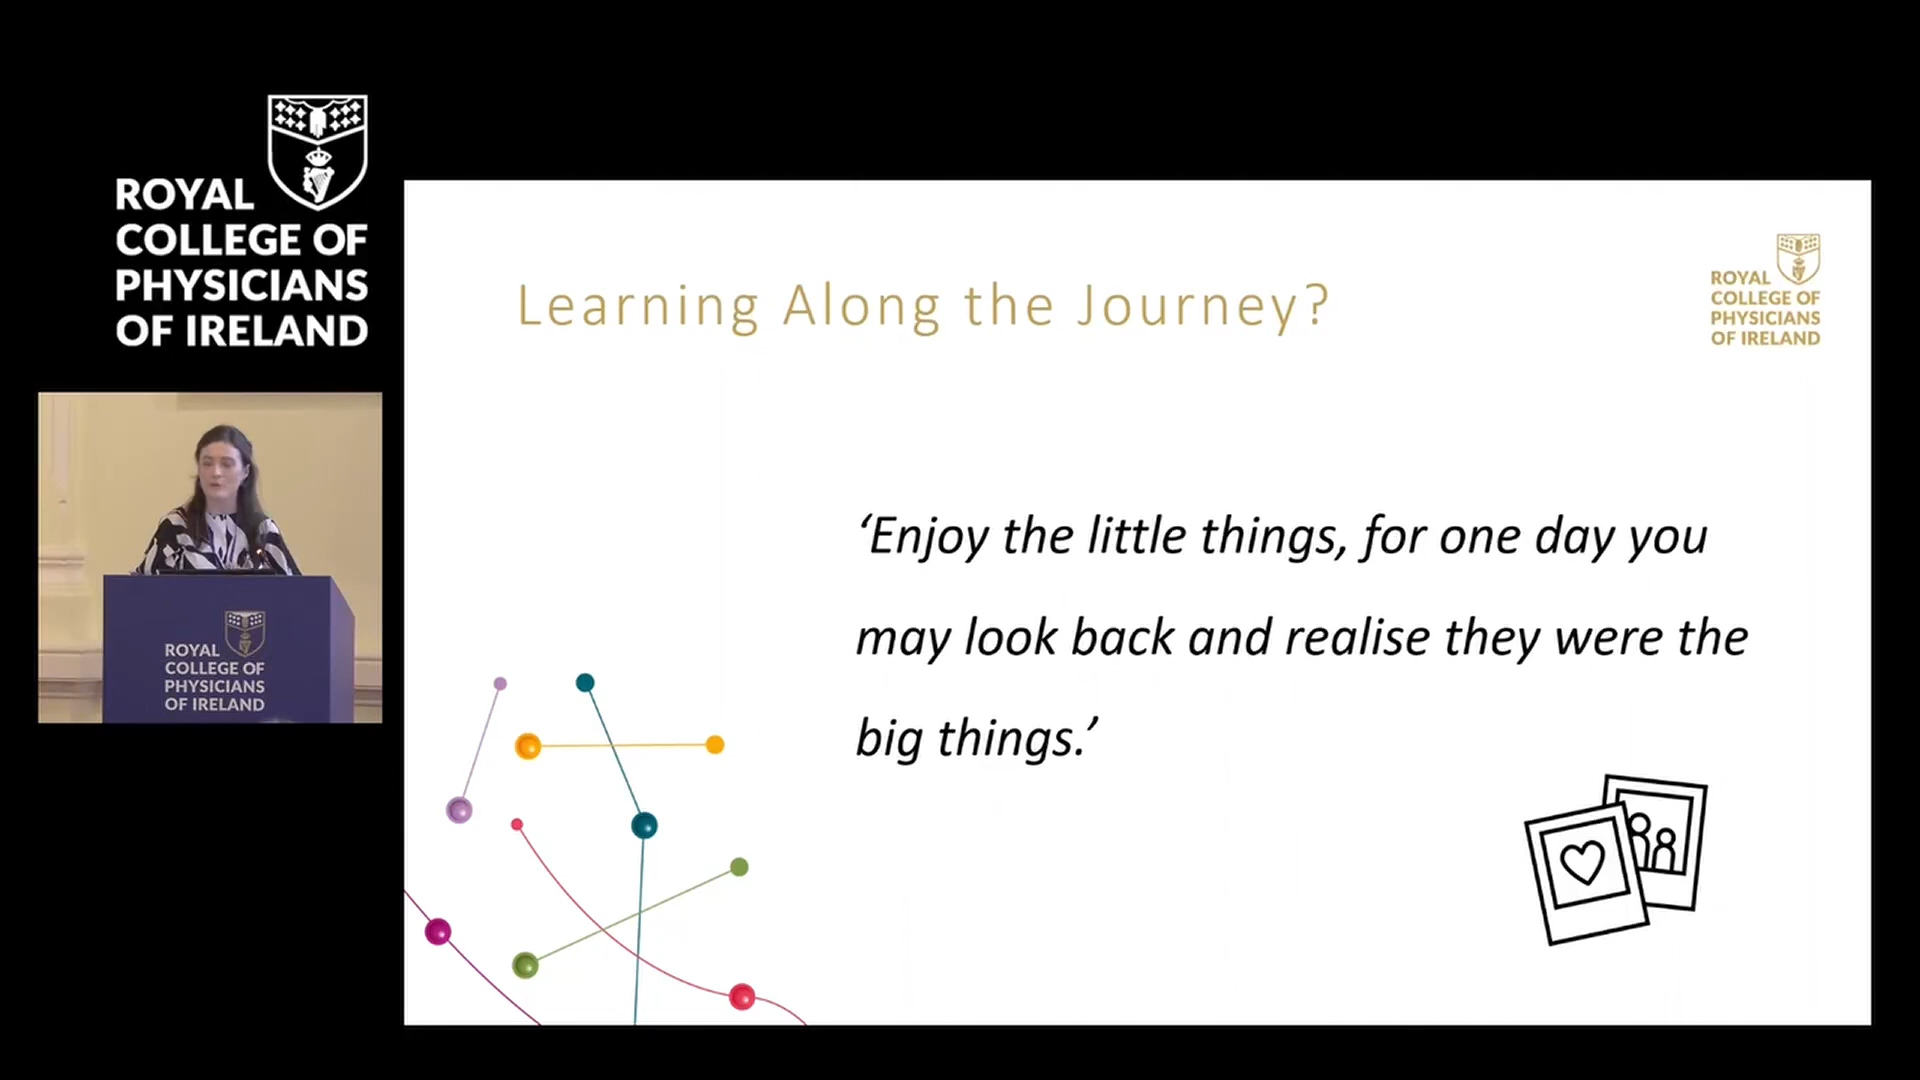 ROYAL
COLLEGE OF
PHYSICIANS
OF IRELAND
Learning Along the Journey?
ROYAL
COLLEGE OF
PHYSICIANS
OF IRELAND
‘Enjoy the little things, for one day you
may look back and realise they were the
big things.’
ROYAL
COLLEGE OF
PHYSICIANS
OF IRELAND